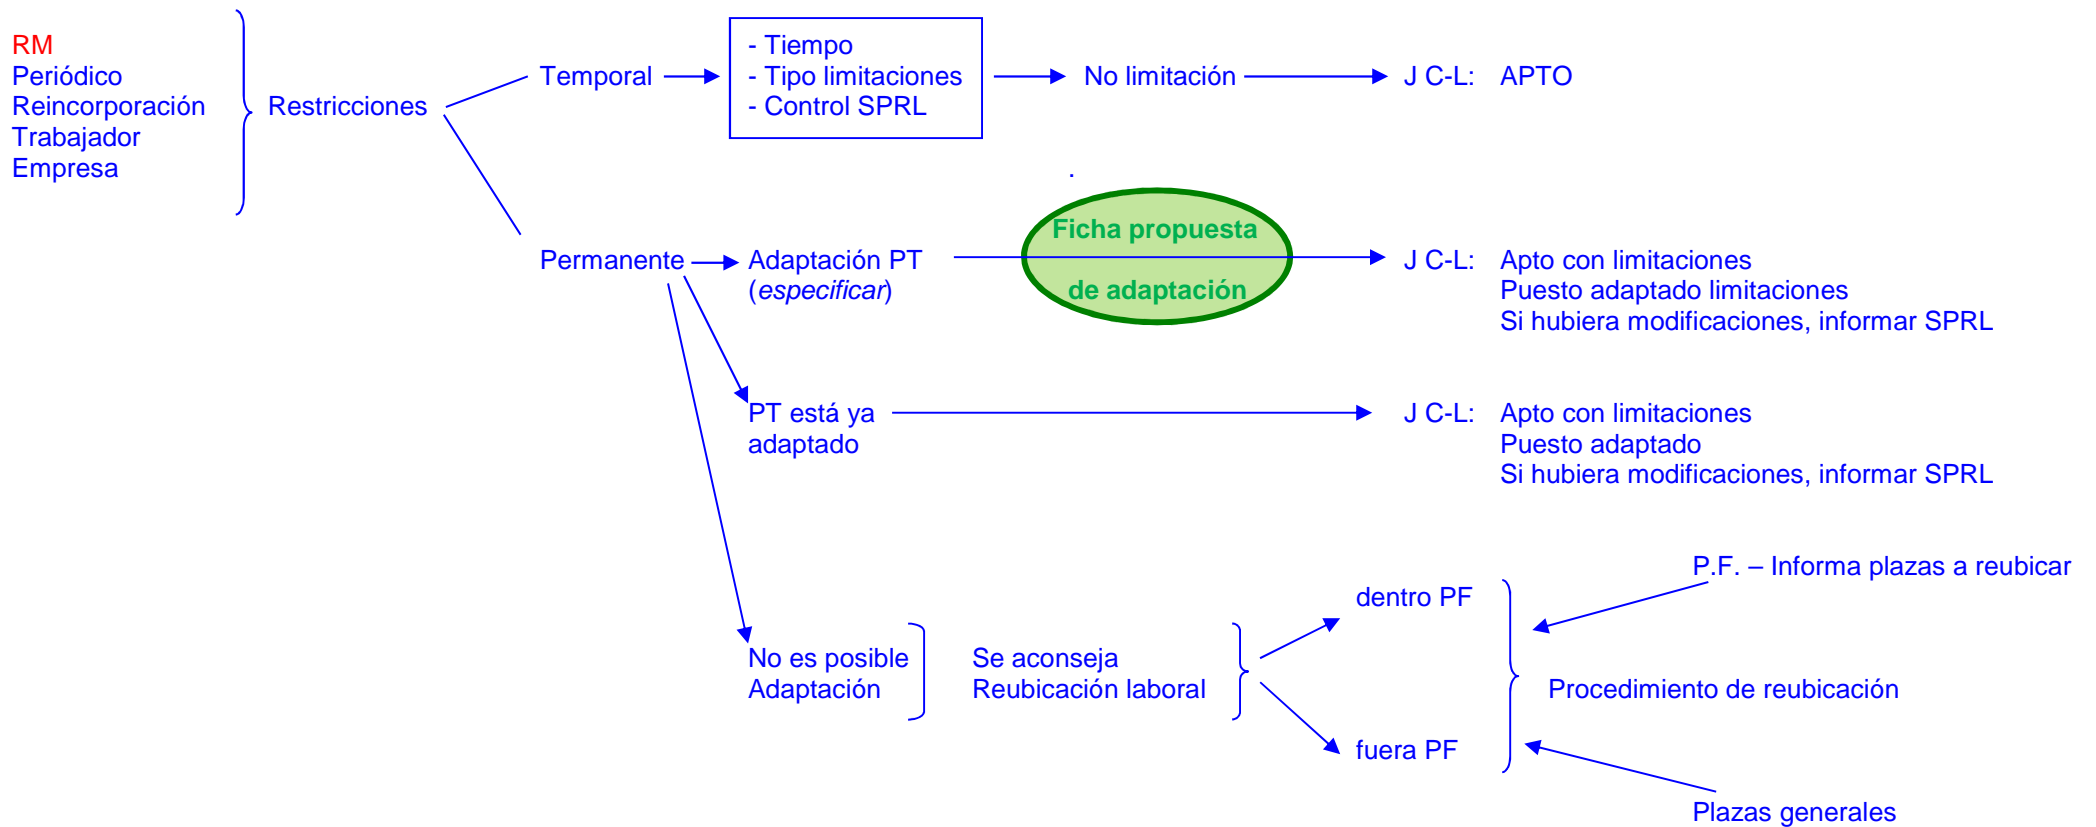 RM
Periódico
Reincorporación
Trabajador
Empresa
Restricciones
Temporal
- Tiempo
- Tipo limitaciones
- Control SPRL
No limitación
J C-L: APTO
.
Permanente
Adaptación PT
(especificar)
Ficha propuesta
de adaptación
J C-L: Apto con limitaciones
Puesto adaptado limitaciones
Si hubiera modificaciones, informar SPRL
PT está ya
adaptado
J C-L: Apto con limitaciones
Puesto adaptado
Si hubiera modificaciones, informar SPRL
No es posible
Adaptación
Se aconseja
Reubicación laboral
dentro PF
fuera PF
P.F. – Informa plazas a reubicar
Procedimiento de reubicación
Plazas generales